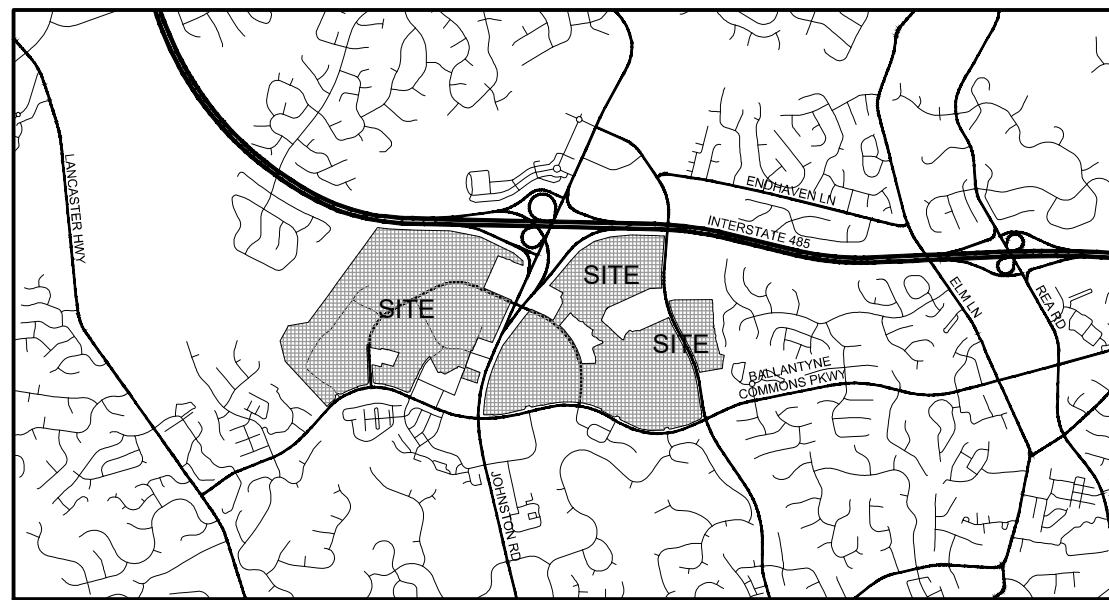 LANCASTER HWY
ENDHAVEN LN
INTERSTATE 485
SITE
SITE
SITE
ELM LN
REA RD
BALLANTYNE
COMMONS PKWY
JOHNSTON RD